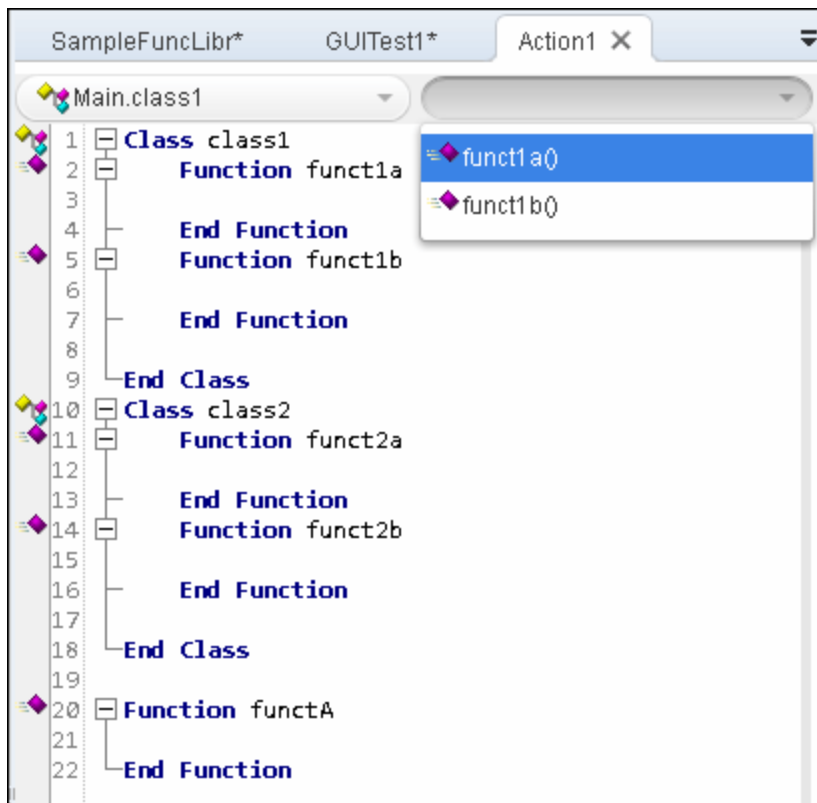 SampleFuncLibr* GUITest1* Action1
Main.class1
1 Class class1
funct1a()
2 Function funct1a
funct1b()
3
4 End Function
5 Function funct1b
6
7 End Function
8
9 End Class
10 Class class2
11 Function funct2a
12
13 End Function
14 Function funct2b
15
16 End Function
17
18 End Class
19
20 Function functA
21
22 End Function